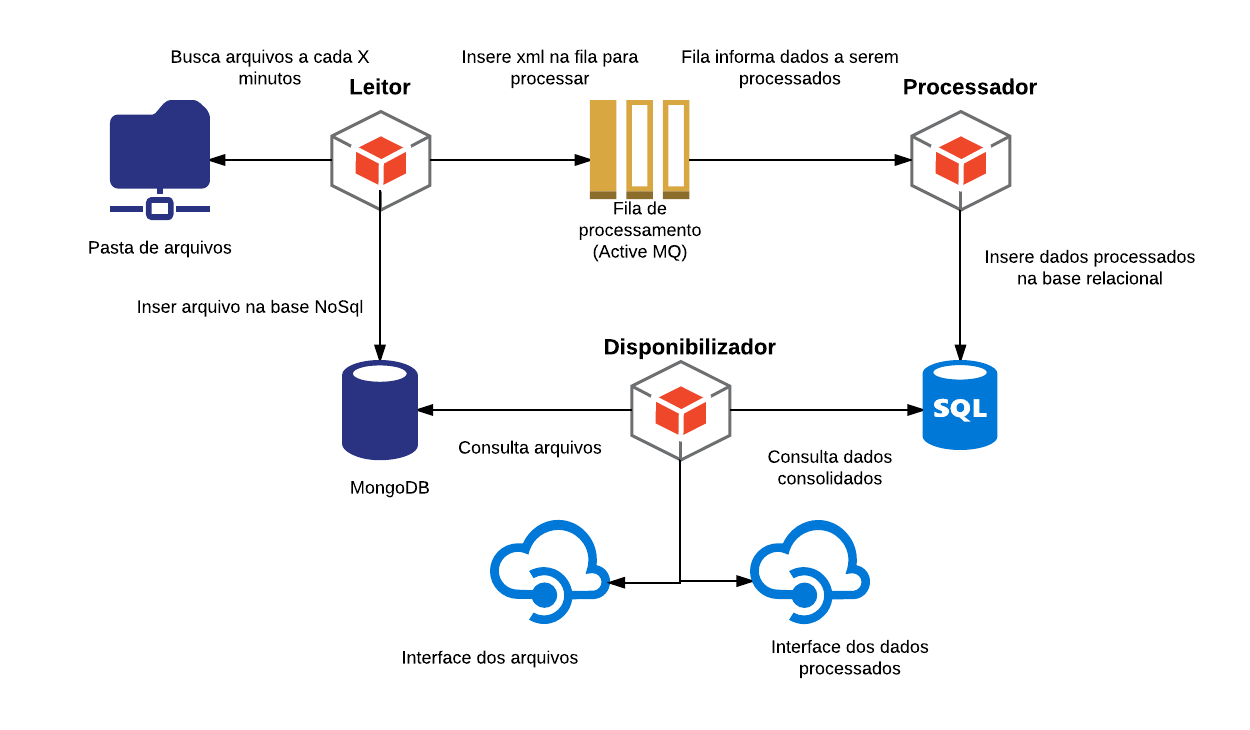 Busca arquivos a cada X
minutos
Insere xml na fila para
processar
Fila informa dados a serem
processados
Leitor
Processador
Pasta de arquivos
Fila de
processamento
(Active MQ)
Insere dados processados
na base relacional
Inser arquivo na base NoSql
Disponibilizador
SQL
Consulta arquivos
Consulta dados
consolidados
MongoDB
Interface dos arquivos
Interface dos dados
processados